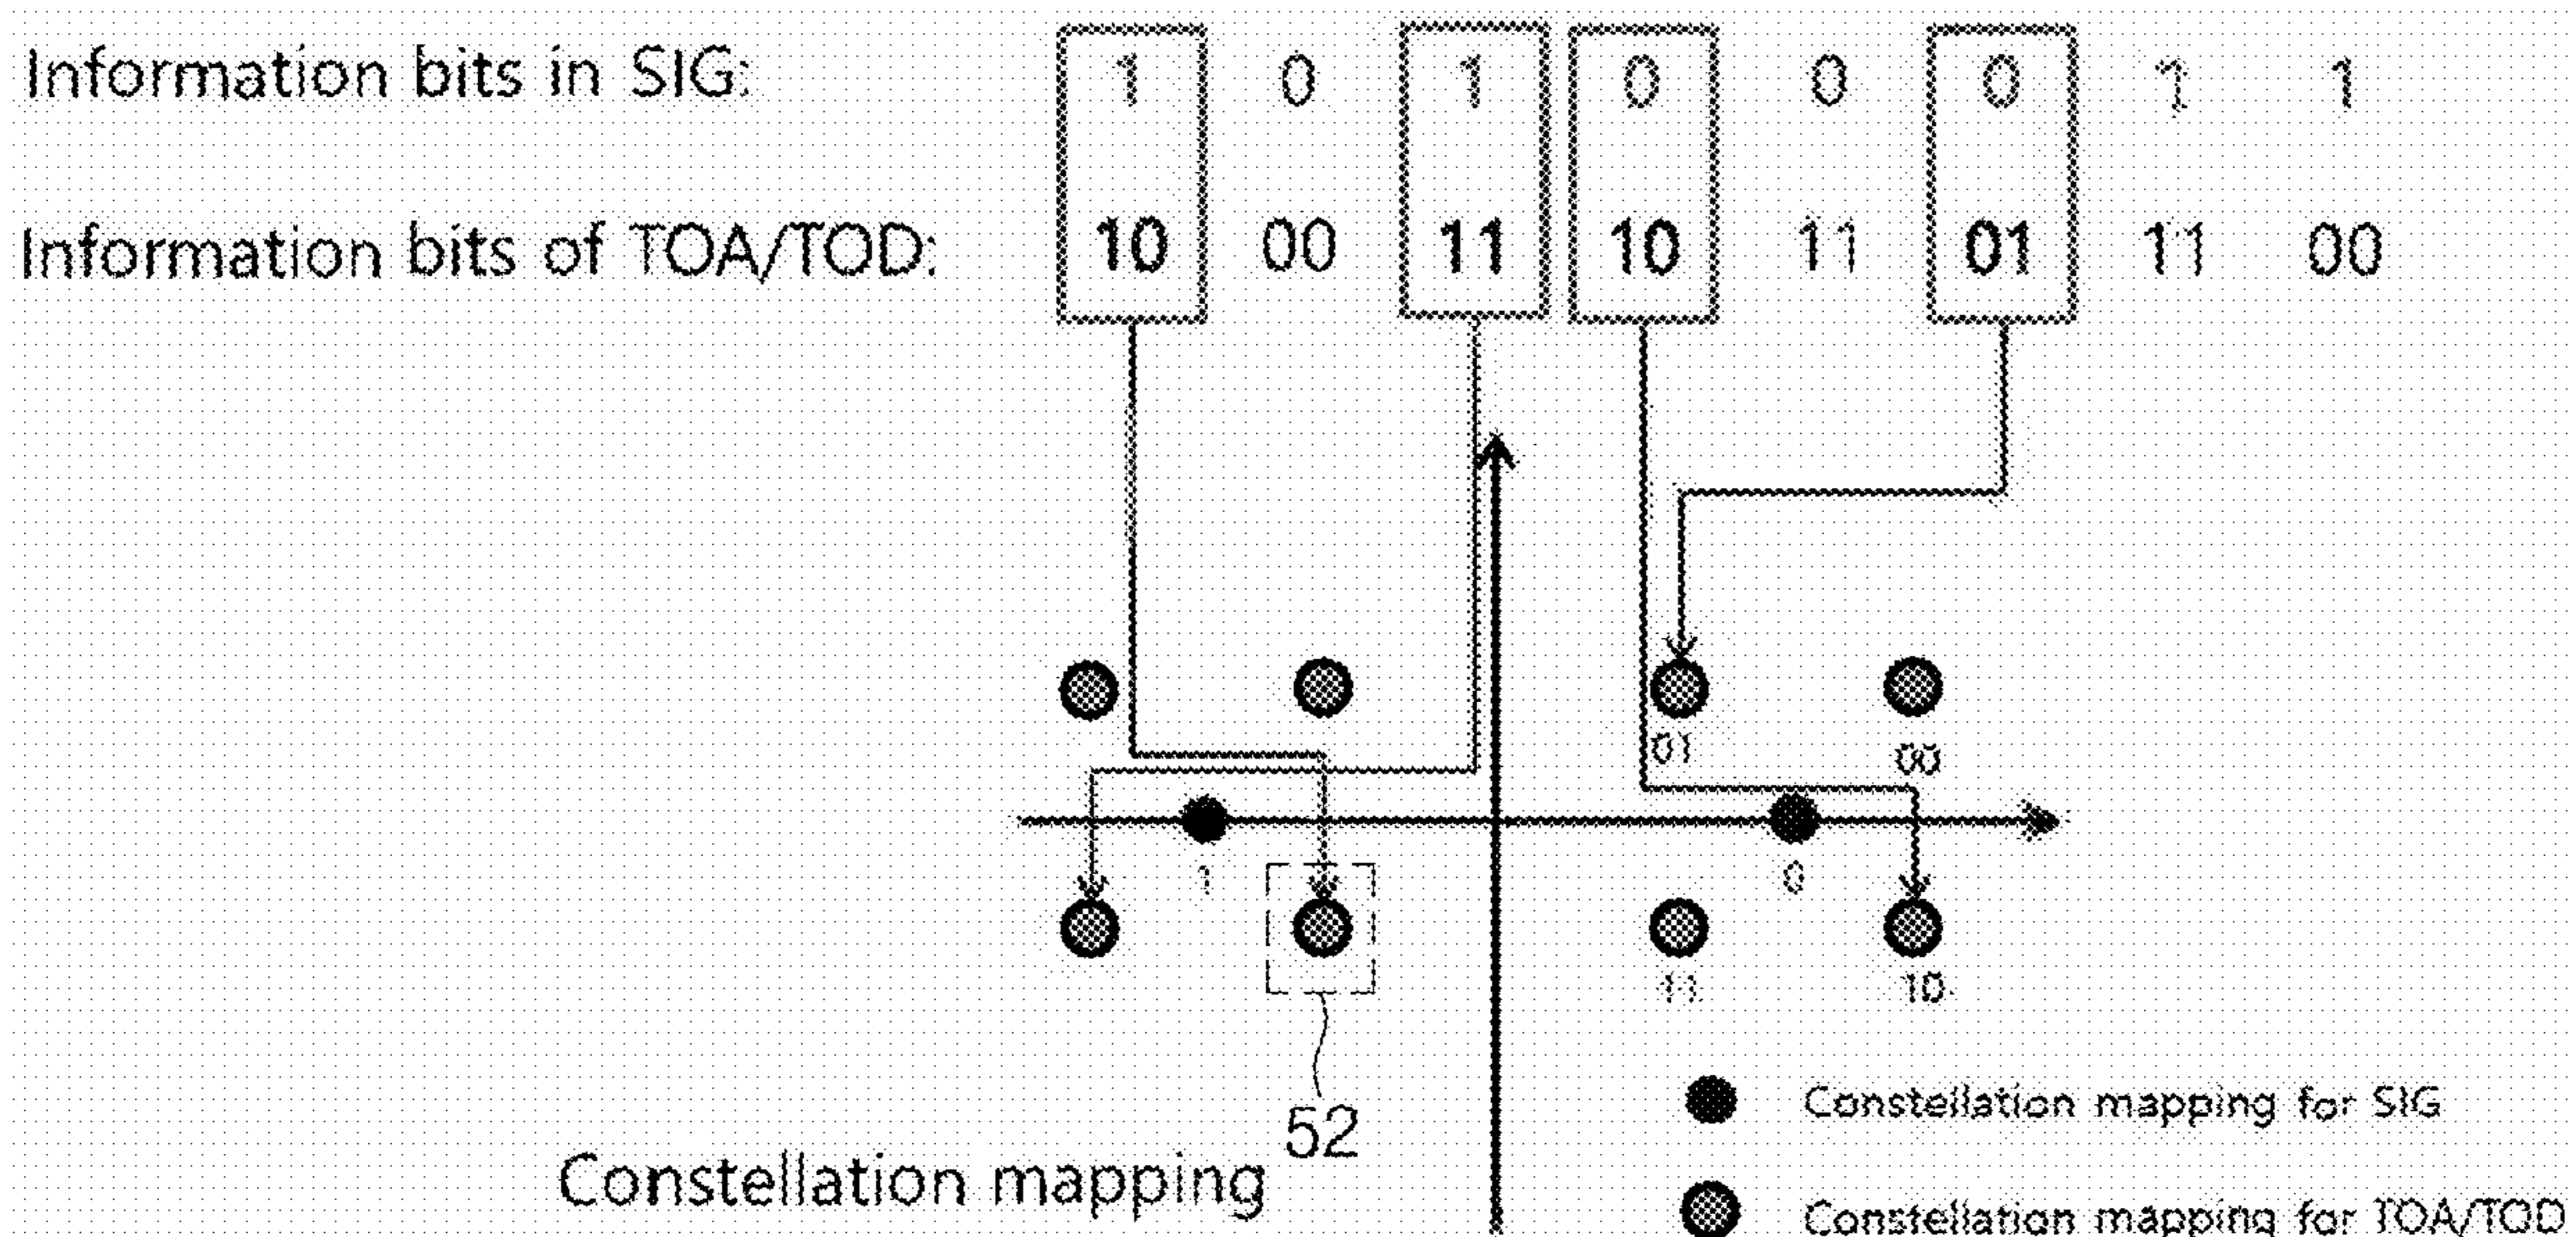 Information bits in SIG: 1 0 1 0 0 0 1 1
Information bits of TOA/TOD: 10 00 11 10 11 01 11 00
01 00
1 0
11 10
52
Constellation mapping for SIG
Constellation mapping
Constellation mapping for TOA/TOD